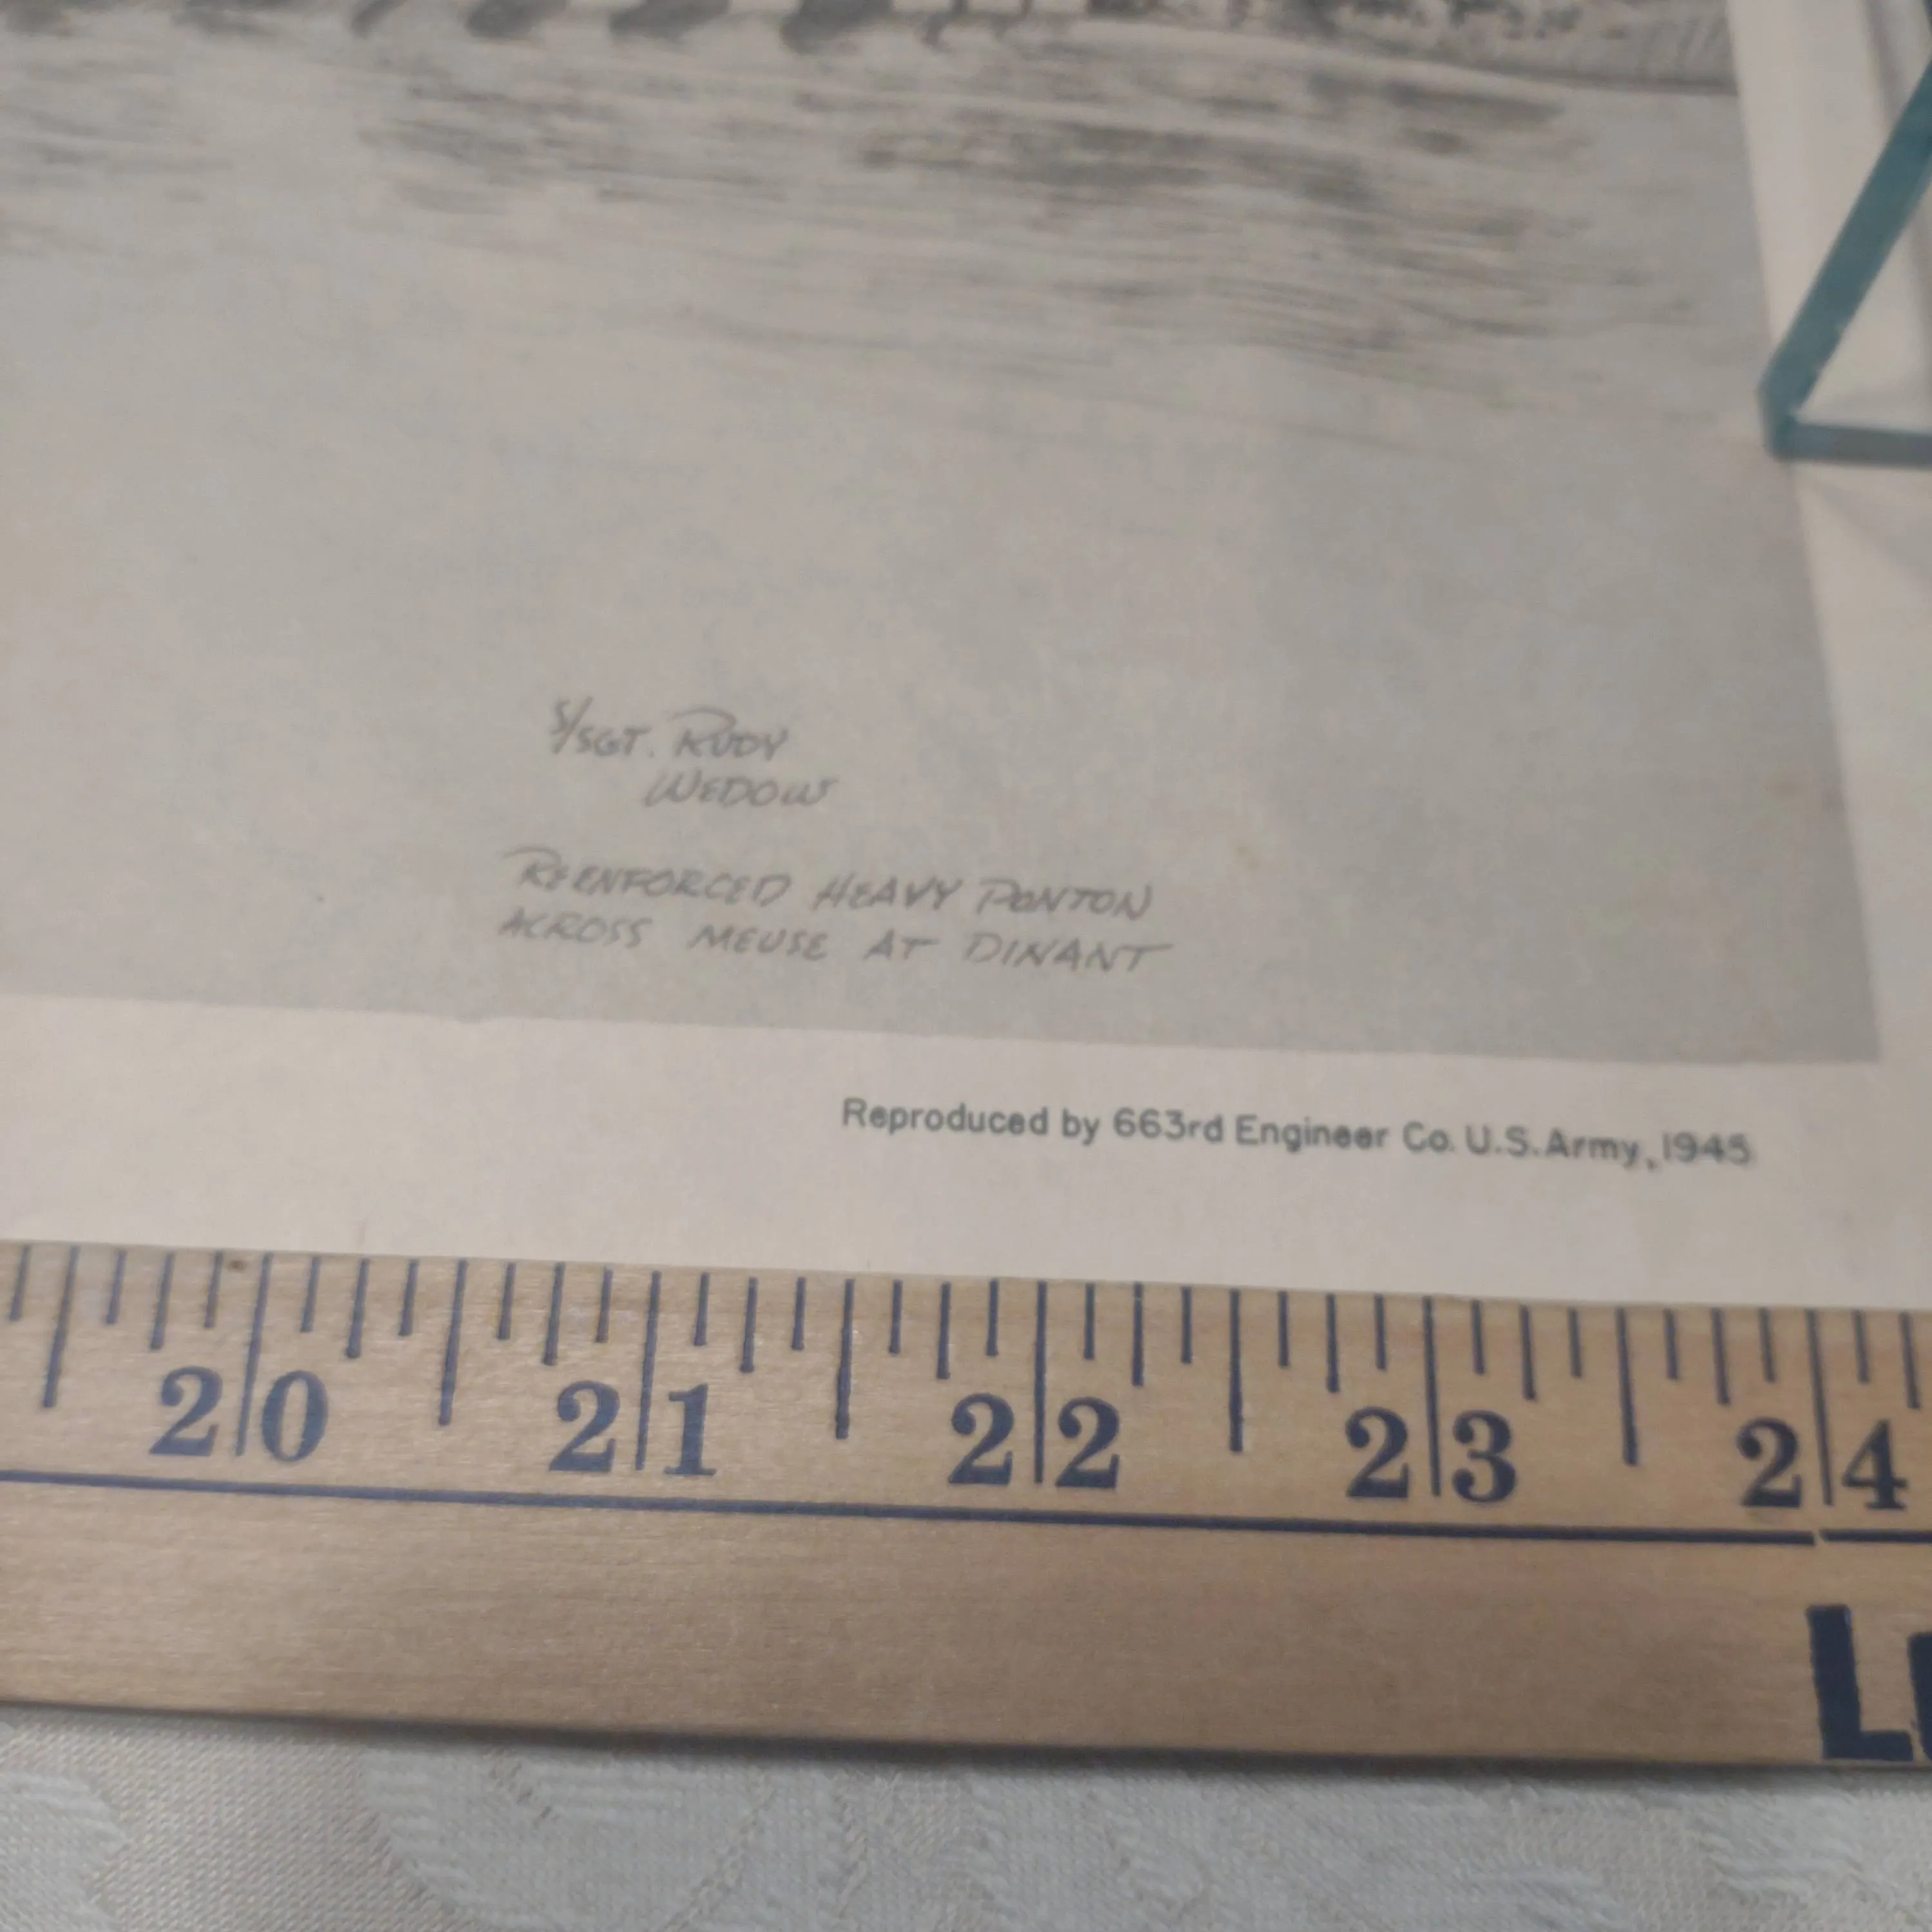 S/SGT. RUDY
WEDOW
REENFORCED HEAVY PONTON
ACROSS MEUSE AT DINANT
Reproduced by 663rd Engineer Co. U.S. Army, 1945
20 21 22 23 24